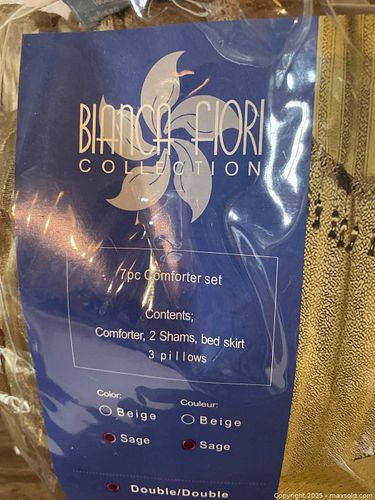 BIANCA FIORI
COLLECTION
7pc Comforter set
Contents;
Comforter, 2 Shams, bed skirt
3 pillows
Color:
Beige
Sage
Couleur:
Beige
Sage
Double/Double
Copyright 2025 - maxsold.com